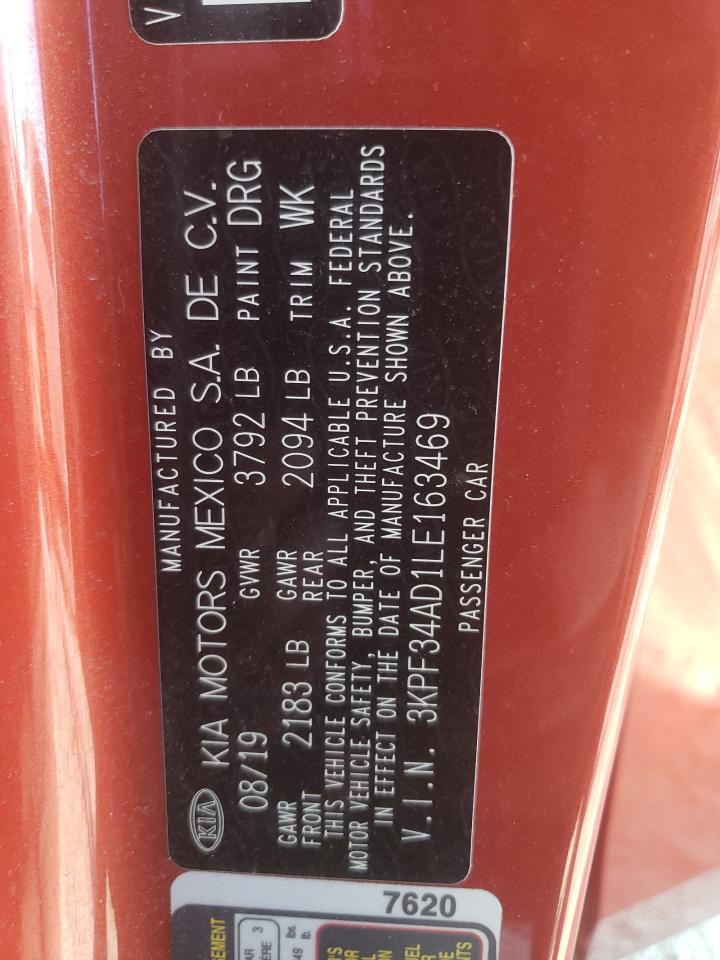 V
MANUFACTURED BY
KIA KIA MOTORS MEXICO S.A. DE C.V.
08/19 GVWR 3792 LB PAINT DRG
GAWR FRONT 2183 LB GAWR REAR 2094 LB TRIM WK
THIS VEHICLE CONFORMS TO ALL APPLICABLE U.S.A. FEDERAL
MOTOR VEHICLE SAFETY, BUMPER, AND THEFT PREVENTION STANDARDS
IN EFFECT ON THE DATE OF MANUFACTURE SHOWN ABOVE.
V.I.N. 3KPF34AD1LE163469
PASSENGER CAR
7620